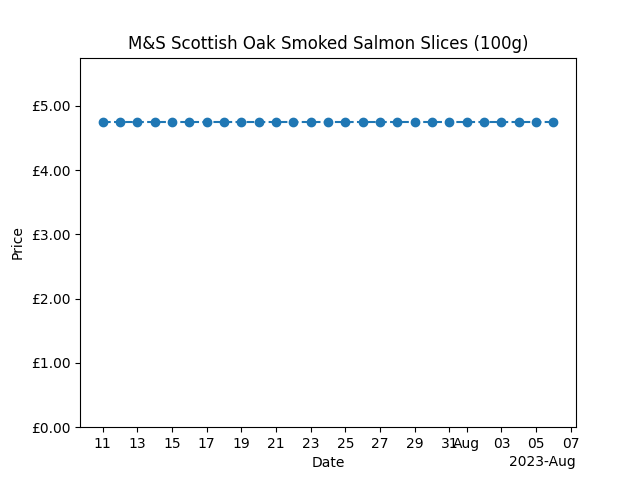 M&S Scottish Oak Smoked Salmon Slices (100g)
£5.00
£4.00
£3.00
£2.00
£1.00
£0.00
Price
11 13 15 17 19 21 23 25 27 29 31 Aug 03 05 07
Date
2023-Aug